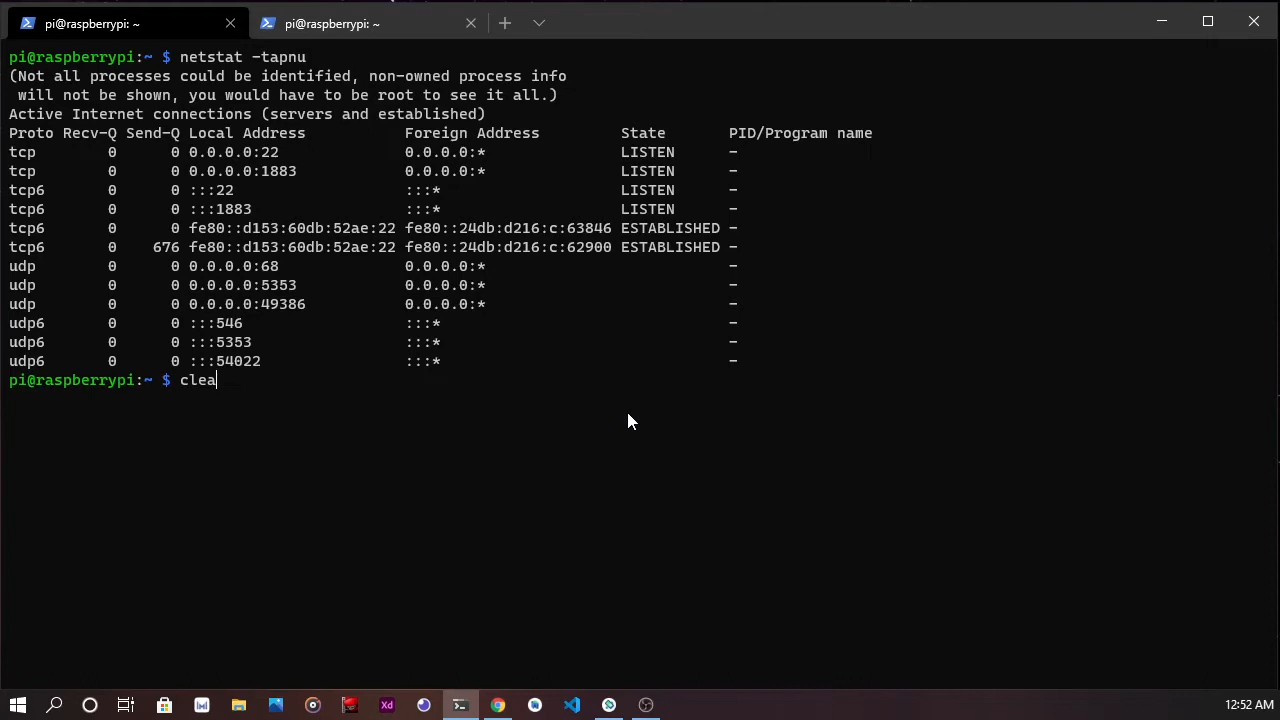 pi@raspberrypi: ~
pi@raspberrypi: ~
pi@raspberrypi:~ $ netstat -tapnu
(Not all processes could be identified, non-owned process info
 will not be shown, you would have to be root to see it all.)
Active Internet connections (servers and established)
Proto Recv-Q Send-Q Local Address           Foreign Address         State       PID/Program name
tcp        0      0 0.0.0.0:22              0.0.0.0:*               LISTEN      -
tcp        0      0 0.0.0.0:1883            0.0.0.0:*               LISTEN      -
tcp6       0      0 :::22                   :::*                    LISTEN      -
tcp6       0      0 :::1883                 :::*                    LISTEN      -
tcp6       0      0 fe80::d153:60db:52ae:22 fe80::24db:d216:c:63846 ESTABLISHED -
tcp6       0    676 fe80::d153:60db:52ae:22 fe80::24db:d216:c:62900 ESTABLISHED -
udp        0      0 0.0.0.0:68              0.0.0.0:*                           -
udp        0      0 0.0.0.0:5353            0.0.0.0:*                           -
udp        0      0 0.0.0.0:49386           0.0.0.0:*                           -
udp6       0      0 :::546                  :::*                                -
udp6       0      0 :::5353                 :::*                                -
udp6       0      0 :::54022                :::*                                -
pi@raspberrypi:~ $ clea
Xd
12:52 AM